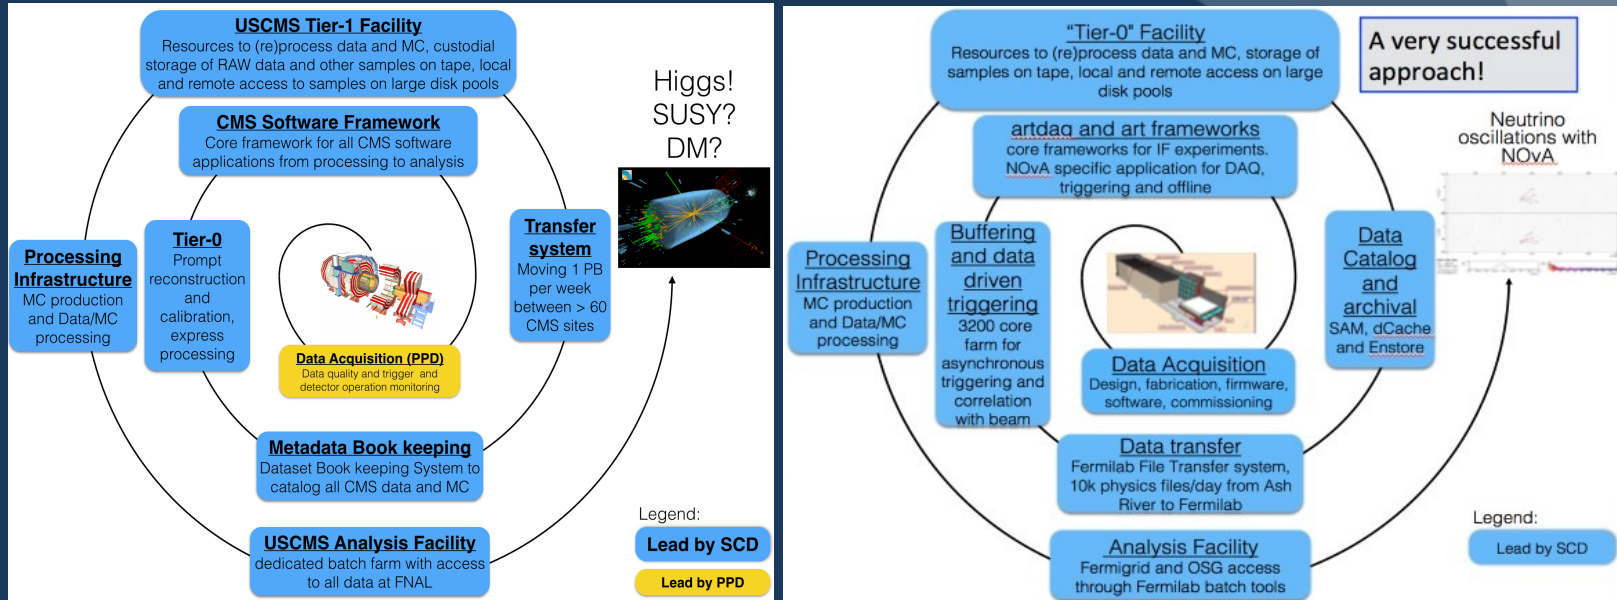 USCMS Tier-1 Facility
Resources to (re)process data and MC, custodial
storage of RAW data and other samples on tape, local
and remote access to samples on large disk pools
CMS Software Framework
Core framework for all CMS software
applications from processing to analysis
Higgs!
SUSY?
DM?
Processing
Infrastructure
MC production
and Data/MC
processing
Tier-0
Prompt
reconstruction
and
calibration,
express
processing
Transfer
system
Moving 1 PB
per week
between > 60
CMS sites
Data Acquisition (PPD)
Data quality and trigger and
detector operation monitoring
Metadata Book keeping
Dataset Book keeping System to
catalog all CMS data and MC
USCMS Analysis Facility
dedicated batch farm with access
to all data at FNAL
Legend:
Lead by SCD
Lead by PPD
"Tier-0" Facility
Resources to (re)process data and MC, storage of
samples on tape, local and remote access on large
disk pools
A very successful
approach!
artdaq and art frameworks
core frameworks for IF experiments.
NOvA specific application for DAQ,
triggering and offline
Neutrino
oscillations with
NOvA
Processing
Infrastructure
MC production
and Data/MC
processing
Buffering
and data
driven
triggering
3200 core
farm for
asynchronous
triggering and
correlation
with beam
Data
Catalog
and
archival
SAM, dCache
and Enstore
Data Acquisition
Design, fabrication, firmware,
software, commissioning
Data transfer
Fermilab File Transfer system,
10k physics files/day from Ash
River to Fermilab
Analysis Facility
Fermigrid and OSG access
through Fermilab batch tools
Legend:
Lead by SCD